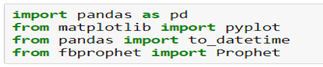 import pandas as pd
from matplotlib import pyplot
from pandas import to_datetime
from fbprophet import Prophet